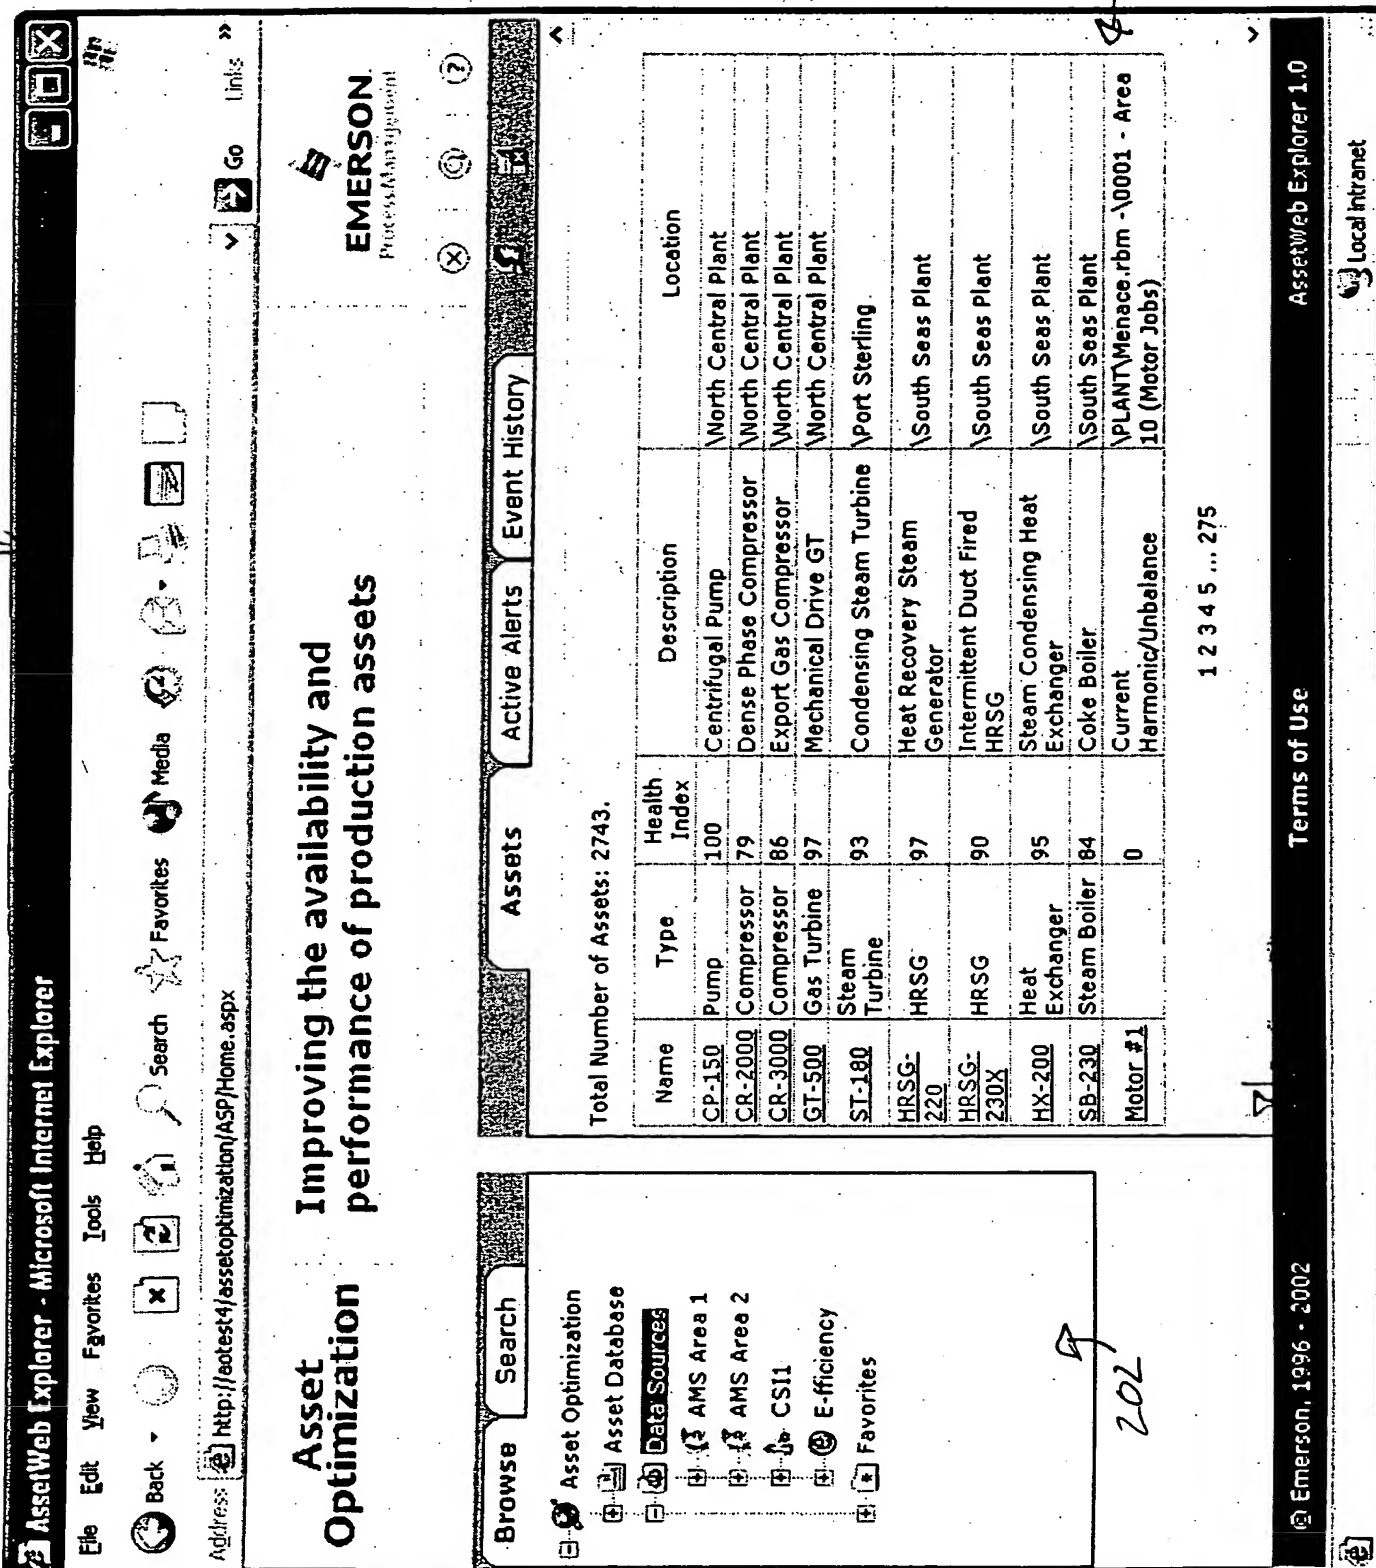 AssetWeb Explorer - Microsoft Internet Explorer
File Edit View Favorites Tools Help
Back Search Favorites Media
Address http://aotest4/assetoptimization/ASP/Home.aspx Go Links »
Asset Optimization
Improving the availability and
performance of production assets
EMERSON.
Process Management
Browse Search
Asset Optimization
Asset Database
Data Sources
AMS Area 1
AMS Area 2
CSI1
E-fficiency
Favorites
202
Assets Active Alerts Event History
Total Number of Assets: 2743.
Name Type Health Index Description Location
CP-150 Pump 100 Centrifugal Pump \North Central Plant
CR-2000 Compressor 79 Dense Phase Compressor \North Central Plant
CR-3000 Compressor 86 Export Gas Compressor \North Central Plant
GT-500 Gas Turbine 97 Mechanical Drive GT \North Central Plant
ST-180 Steam Turbine 93 Condensing Steam Turbine \Port Sterling
HRSG-220 HRSG 97 Heat Recovery Steam Generator \South Seas Plant
HRSG-230X HRSG 90 Intermittent Duct Fired HRSG \South Seas Plant
HX-200 Heat Exchanger 95 Steam Condensing Heat Exchanger \South Seas Plant
SB-230 Steam Boiler 84 Coke Boiler \South Seas Plant
Motor #1 0 Current Harmonic/Unbalance \PLANT\Menace.rbm -\0001 - Area 10 (Motor Jobs)
1 2 3 4 5 ... 275
@ Emerson, 1996 - 2002 Terms of Use AssetWeb Explorer 1.0
Local intranet